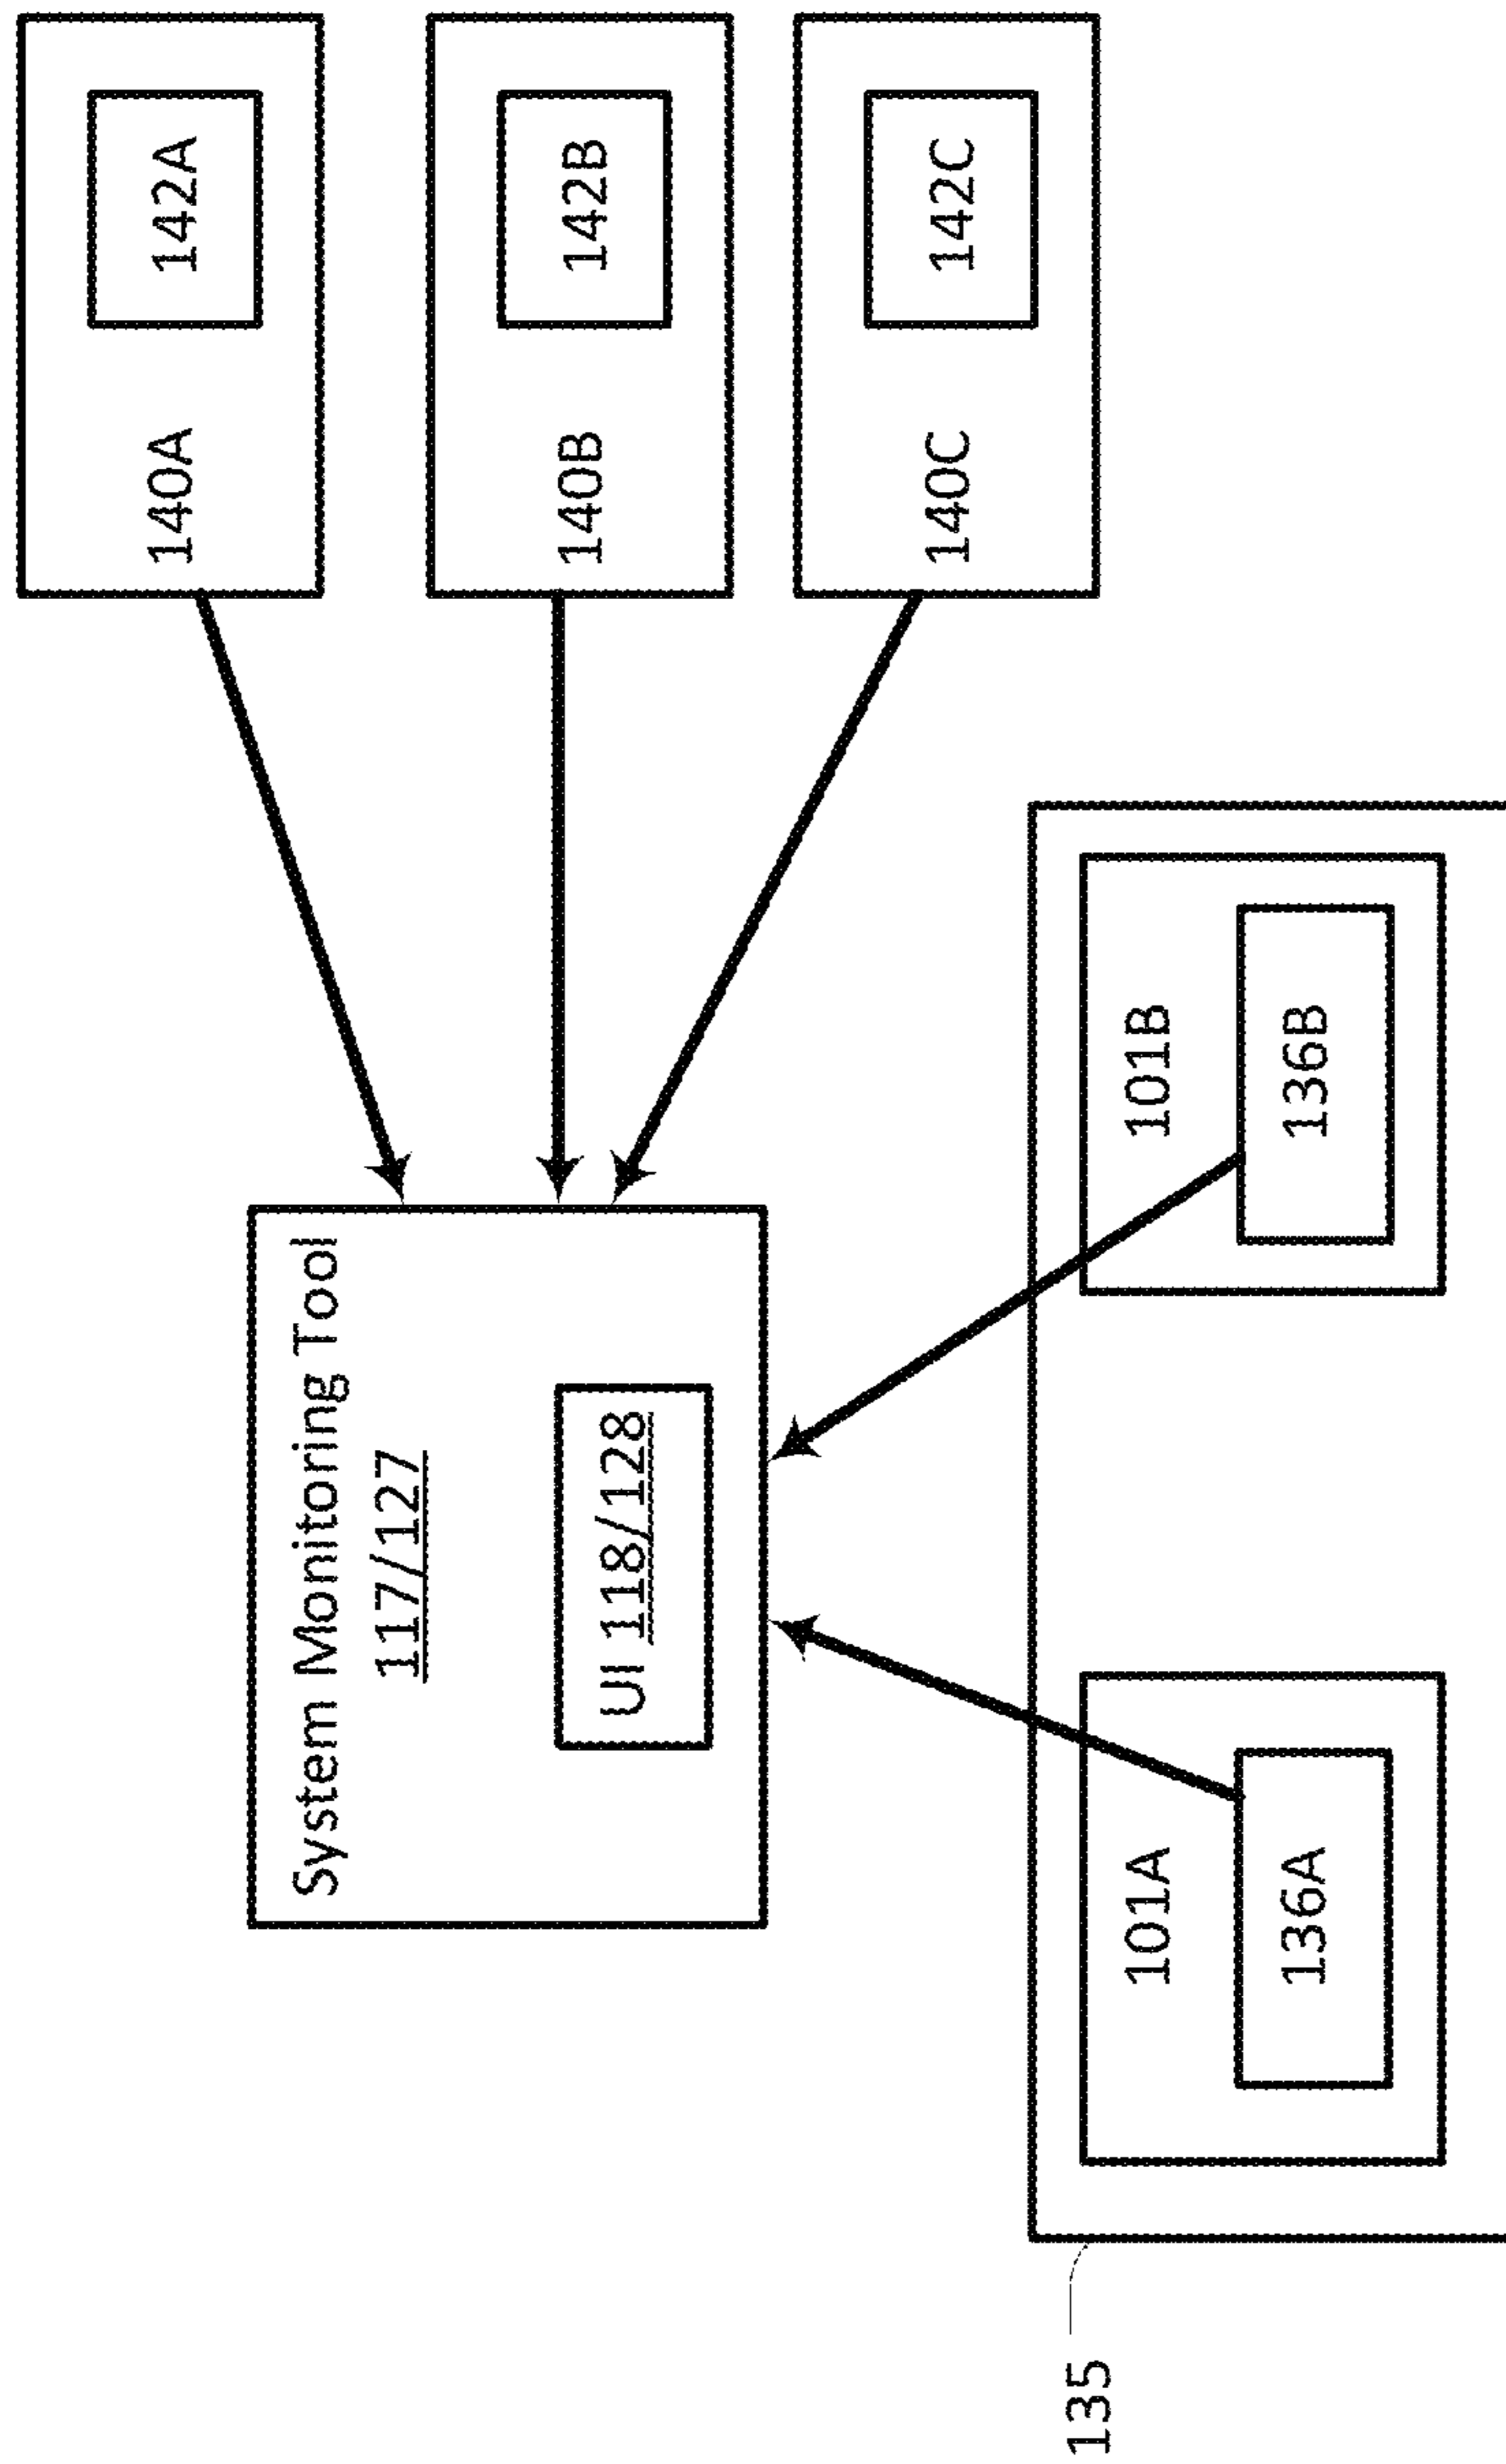 System Monitoring Tool
117/127
UI 118/128
140A
142A
140B
142B
140C
142C
135
101A
136A
101B
136B